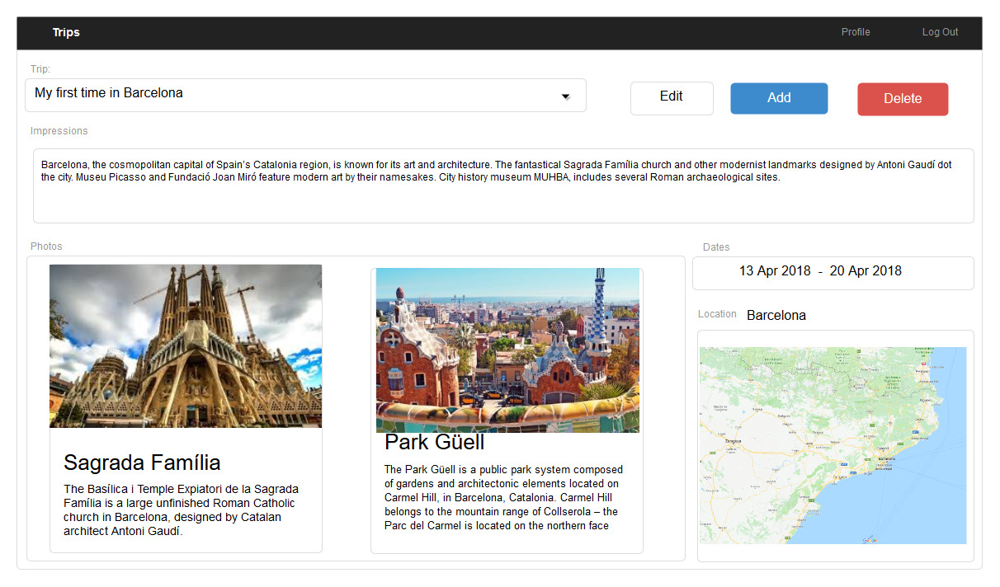 Trips
Profile
Log Out
Trip:
My first time in Barcelona
Edit
Add
Delete
Impressions
Barcelona, the cosmopolitan capital of Spain’s Catalonia region, is known for its art and architecture. The fantastical Sagrada Família church and other modernist landmarks designed by Antoni Gaudí dot
the city. Museu Picasso and Fundació Joan Miró feature modern art by their namesakes. City history museum MUHBA, includes several Roman archaeological sites.
Photos
Sagrada Família
The Basílica i Temple Expiatori de la Sagrada
Família is a large unfinished Roman Catholic
church in Barcelona, designed by Catalan
architect Antoni Gaudí.
Park Güell
The Park Güell is a public park system composed
of gardens and architectonic elements located on
Carmel Hill, in Barcelona, Catalonia. Carmel Hill
belongs to the mountain range of Collserola – the
Parc del Carmel is located on the northern face
Dates
13 Apr 2018 - 20 Apr 2018
Location Barcelona
Zaragoza
Barcelona